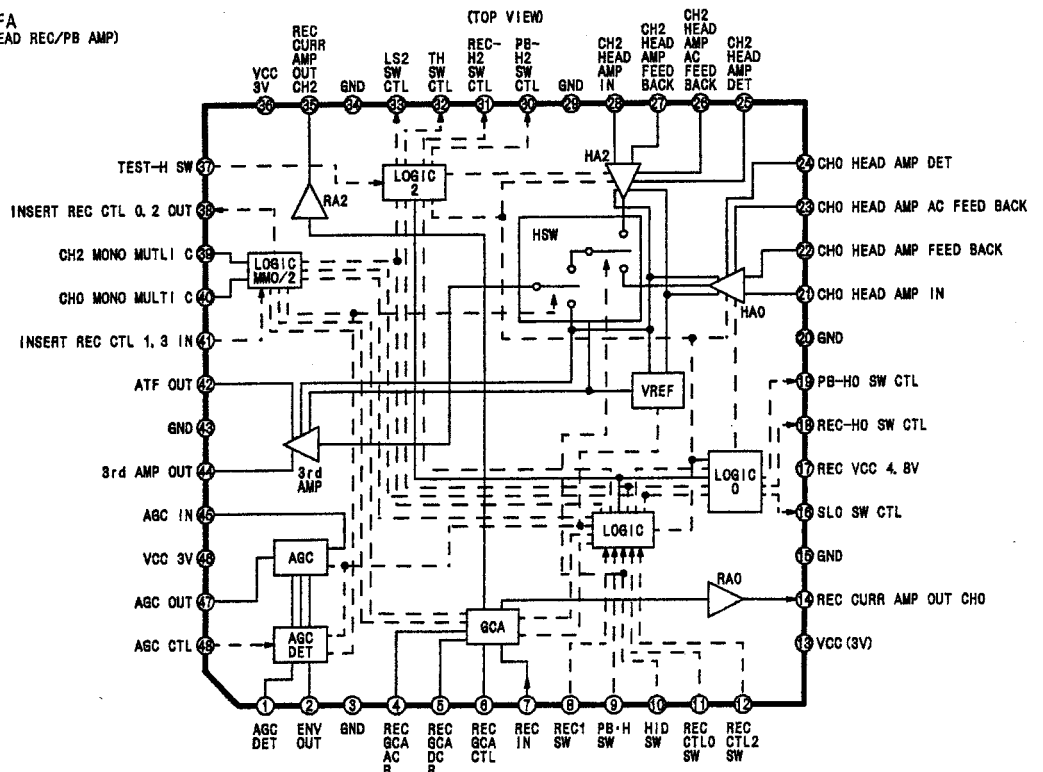 FA
EAD REC/PB AMP)
(TOP VIEW)
VCC 3V
REC CURR AMP OUT CH2
GND
LS2 SW CTL
TH SW CTL
REC-H2 SW CTL
PB-H2 SW CTL
GND
CH2 HEAD AMP IN
CH2 HEAD AMP FEED BACK
CH2 HEAD AMP AC FEED BACK
CH2 HEAD AMP DET
36
35
34
33
32
31
30
29
28
27
26
25
TEST-H SW 37
INSERT REC CTL 0, 2 OUT 38
CH2 MONO MUTLI C 39
CH0 MONO MULTI C 40
INSERT REC CTL 1, 3 IN 41
ATF OUT 42
GND 43
3rd AMP OUT 44
AGC IN 45
VCC 3V 46
AGC OUT 47
AGC CTL 48
RA2
LOGIC 2
HA2
HSW
LOGIC MM0/2
HA0
VREF
3rd AMP
LOGIC 0
LOGIC
AGC
AGC DET
GCA
RA0
24 CH0 HEAD AMP DET
23 CH0 HEAD AMP AC FEED BACK
22 CH0 HEAD AMP FEED BACK
21 CH0 HEAD AMP IN
20 GND
19 PB-H0 SW CTL
18 REC-H0 SW CTL
17 REC VCC 4.8V
16 SL0 SW CTL
15 GND
14 REC CURR AMP OUT CH0
13 VCC (3V)
1
2
3
4
5
6
7
8
9
10
11
12
AGC DET
ENV OUT
GND
REC GCA AC R
REC GCA DC R
REC GCA CTL
REC IN
REC1 SW
PB·H SW
HID SW
REC CTL0 SW
REC CTL2 SW